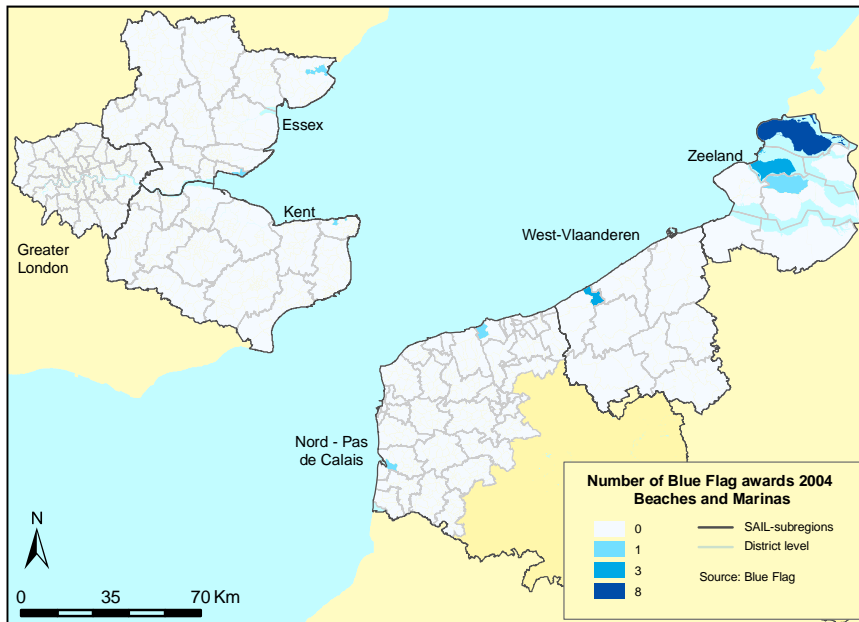 Essex
Zeeland
Kent
West-Vlaanderen
Greater
London
Nord - Pas
de Calais
Number of Blue Flag awards 2004
Beaches and Marinas
0
1
3
8
SAIL-subregions
District level
Source: Blue Flag
N
0 35 70 Km